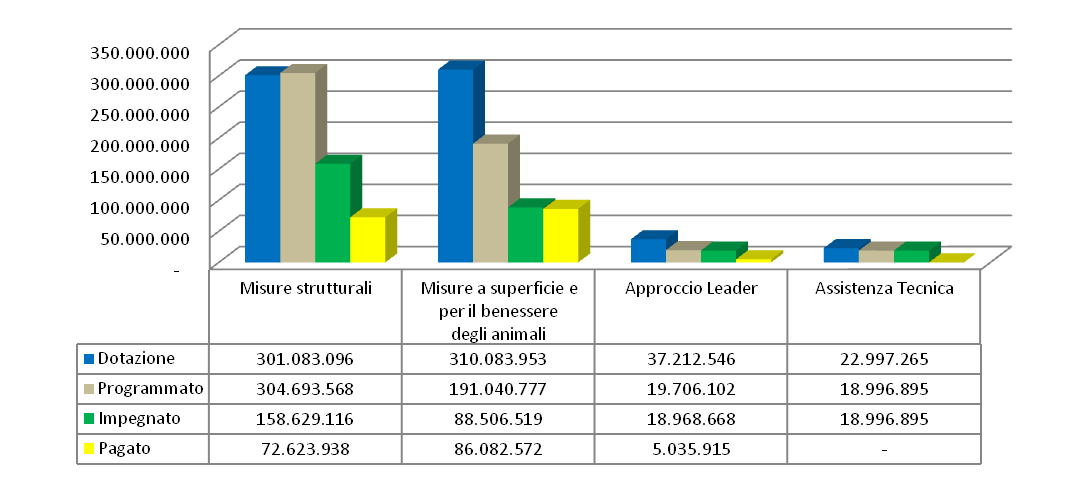 350.000.000
300.000.000
250.000.000
200.000.000
150.000.000
100.000.000
50.000.000
-
Misure strutturali
Misure a superficie e
per il benessere
degli animali
Approccio Leader
Assistenza Tecnica
Dotazione 301.083.096 310.083.953 37.212.546 22.997.265
Programmato 304.693.568 191.040.777 19.706.102 18.996.895
Impegnato 158.629.116 88.506.519 18.968.668 18.996.895
Pagato 72.623.938 86.082.572 5.035.915 -